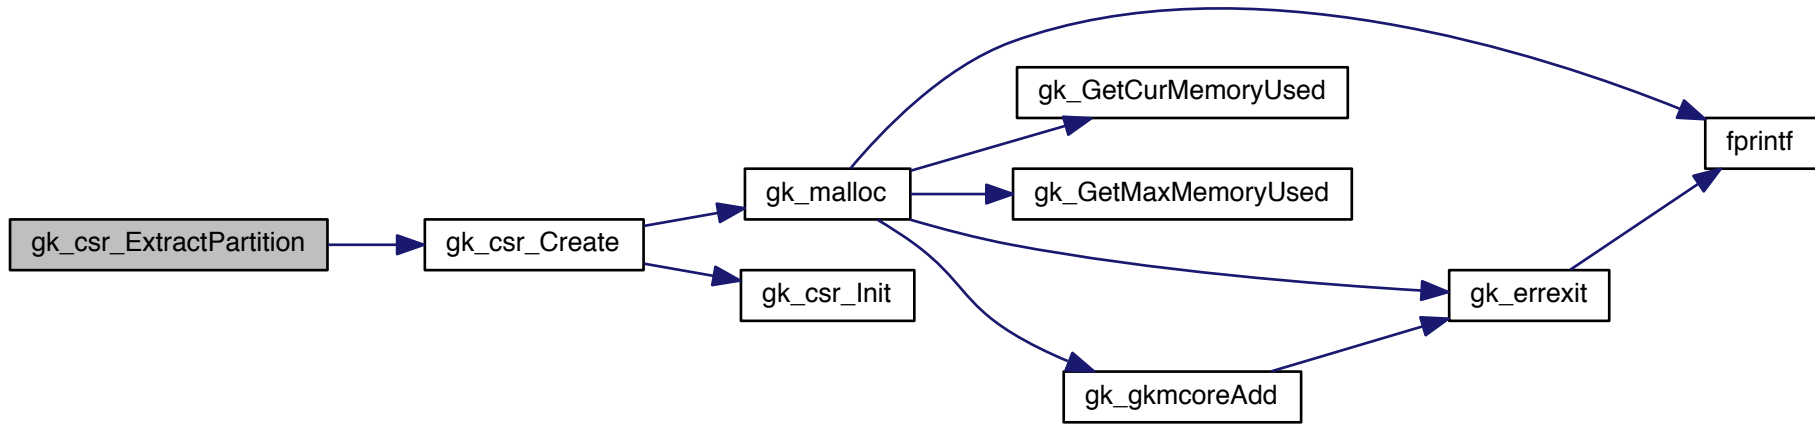 gk_csr_ExtractPartition
gk_csr_Create
gk_malloc
gk_csr_Init
gk_GetCurMemoryUsed
gk_GetMaxMemoryUsed
gk_gkmcoreAdd
gk_errexit
fprintf